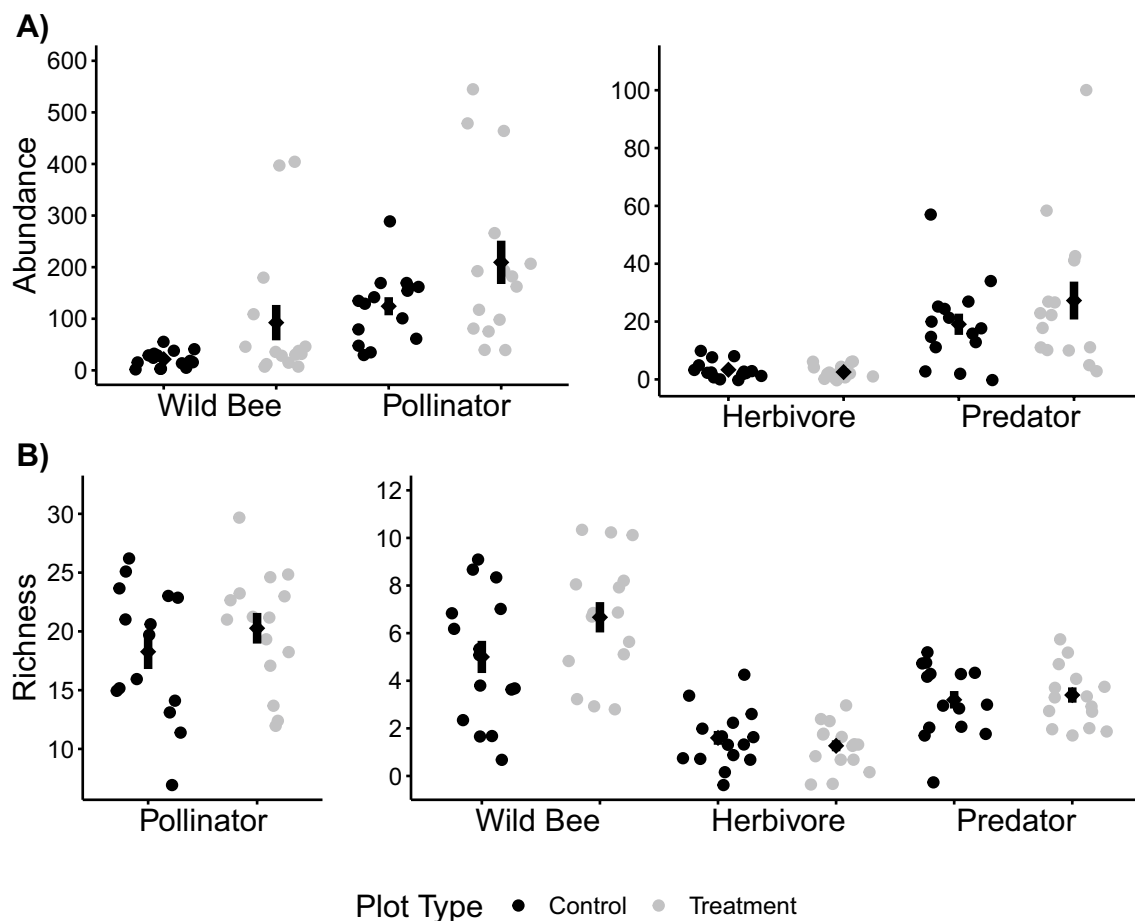 A)
Abundance
600
500
400
300
200
100
0
Wild Bee Pollinator
100
80
60
40
20
0
Herbivore Predator
B)
Richness
30
25
20
15
10
Pollinator
12
10
8
6
4
2
0
Wild Bee Herbivore Predator
Plot Type Control Treatment